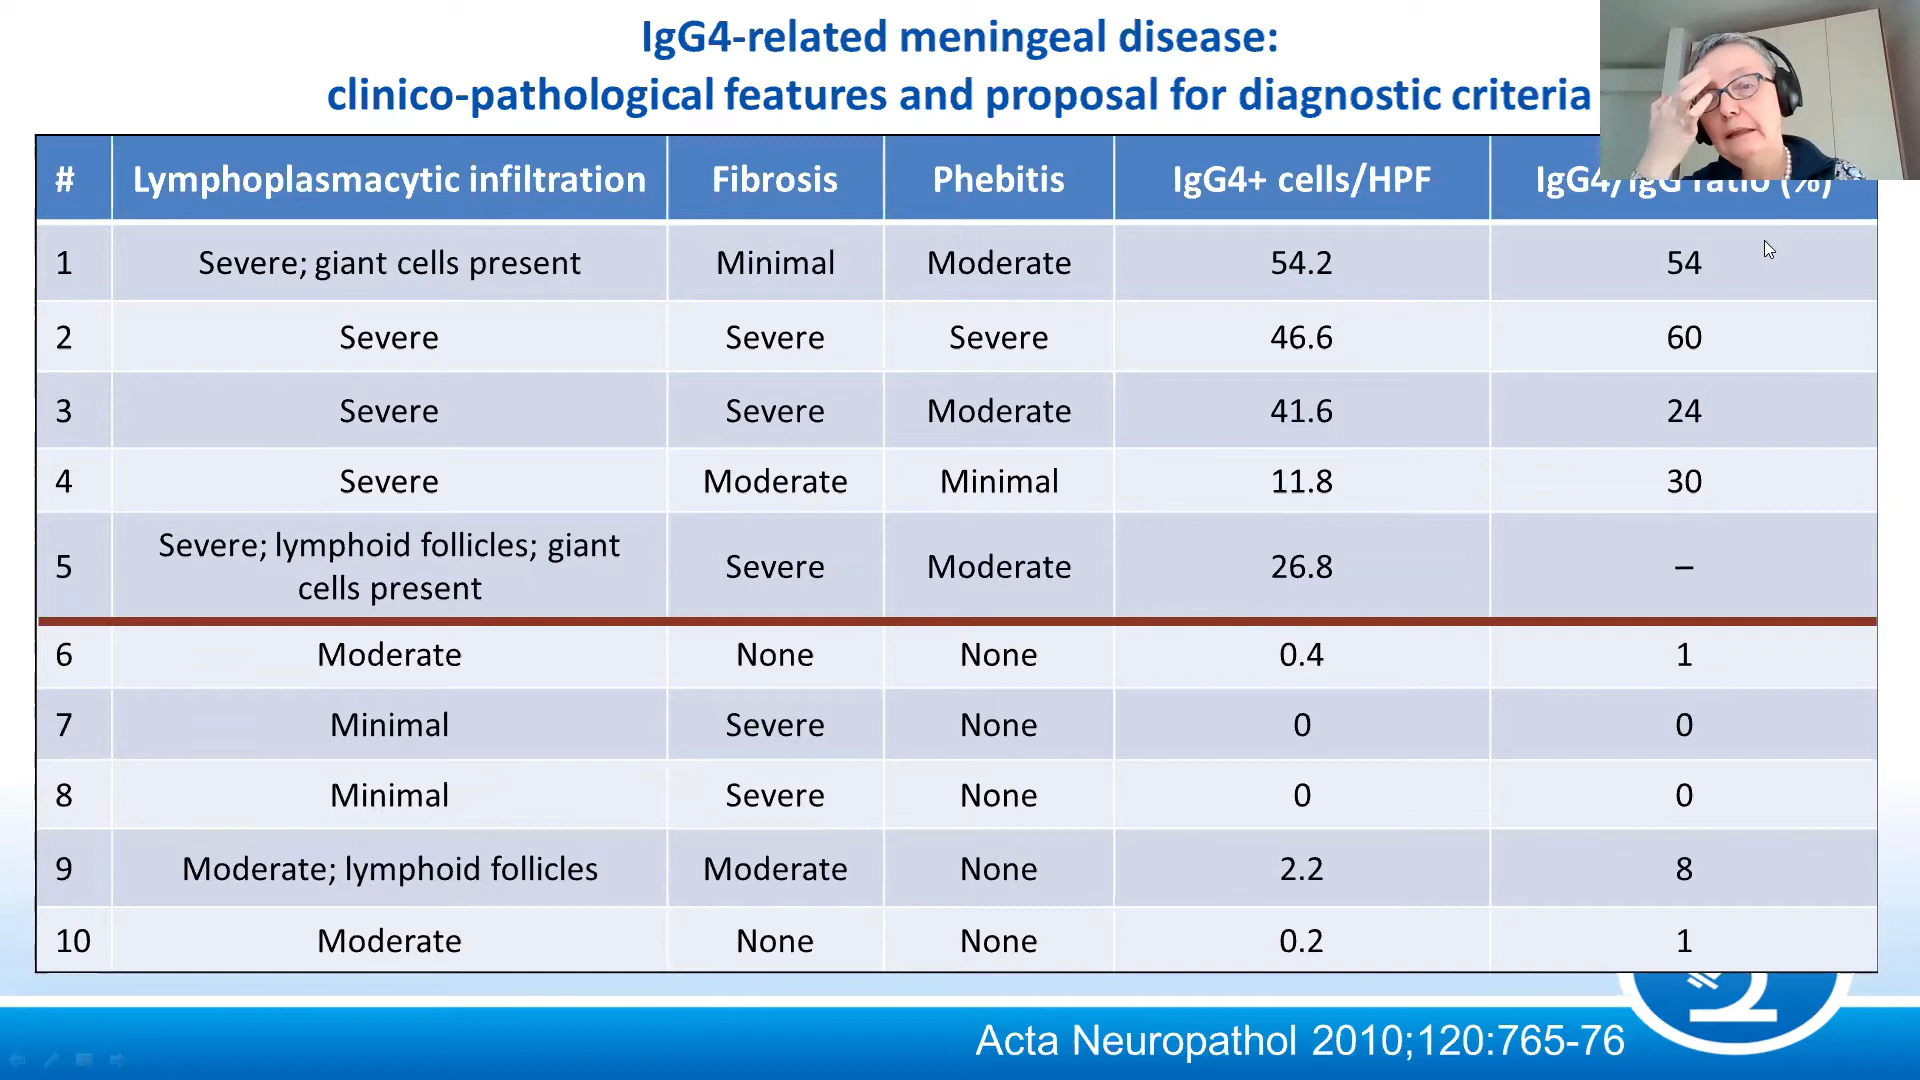 IgG4-related meningeal disease:
clinico-pathological features and proposal for diagnostic criteria
# Lymphoplasmacytic infiltration Fibrosis Phebitis IgG4+ cells/HPF IgG4/IgG ratio (%)
1 Severe; giant cells present Minimal Moderate 54.2 54
2 Severe Severe Severe 46.6 60
3 Severe Severe Moderate 41.6 24
4 Severe Moderate Minimal 11.8 30
5 Severe; lymphoid follicles; giant cells present Severe Moderate 26.8 –
6 Moderate None None 0.4 1
7 Minimal Severe None 0 0
8 Minimal Severe None 0 0
9 Moderate; lymphoid follicles Moderate None 2.2 8
10 Moderate None None 0.2 1
Acta Neuropathol 2010;120:765-76